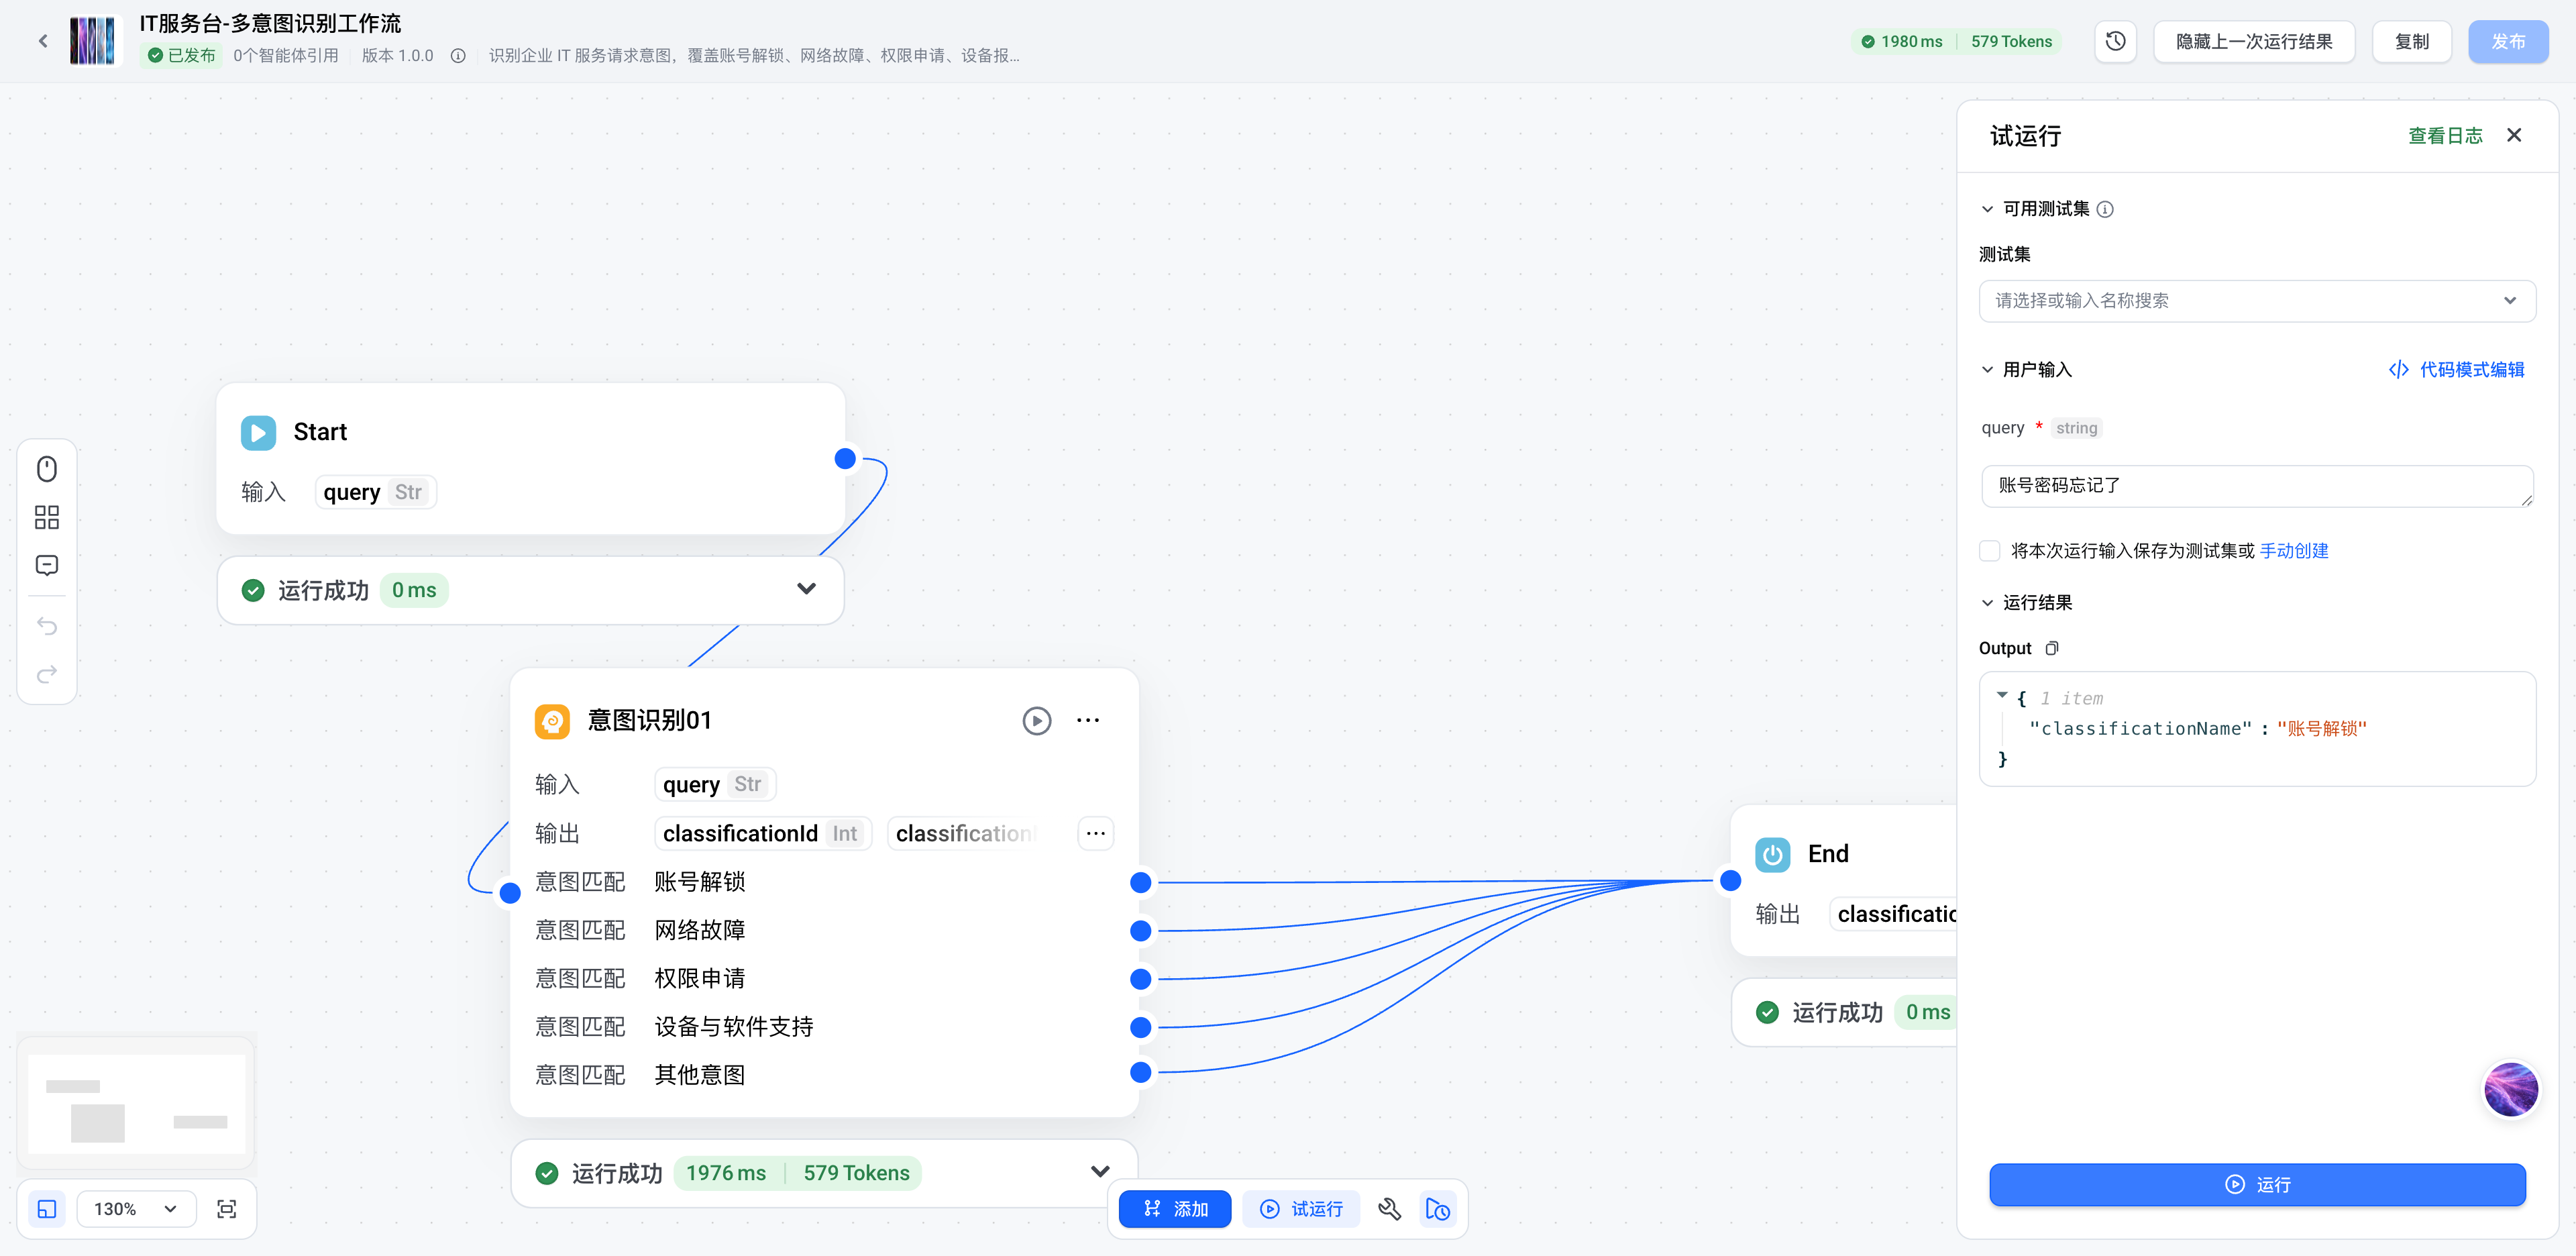 IT服务台-多意图识别工作流
已发布 0个智能体引用 版本 1.0.0 识别企业 IT 服务请求意图，覆盖账号解锁、网络故障、权限申请、设备报...
1980 ms 579 Tokens
隐藏上一次运行结果
复制
发布
Start
输入 query Str
运行成功 0 ms
意图识别01
输入 query Str
输出 classificationId Int classification
意图匹配 账号解锁
意图匹配 网络故障
意图匹配 权限申请
意图匹配 设备与软件支持
意图匹配 其他意图
运行成功 1976 ms 579 Tokens
End
输出 classificatio
运行成功 0 ms
130%
添加
试运行
试运行
查看日志
可用测试集
测试集
请选择或输入名称搜索
用户输入
代码模式编辑
query * string
账号密码忘记了
将本次运行输入保存为测试集或 手动创建
运行结果
Output
{ 1 item
"classificationName" : "账号解锁"
}
运行